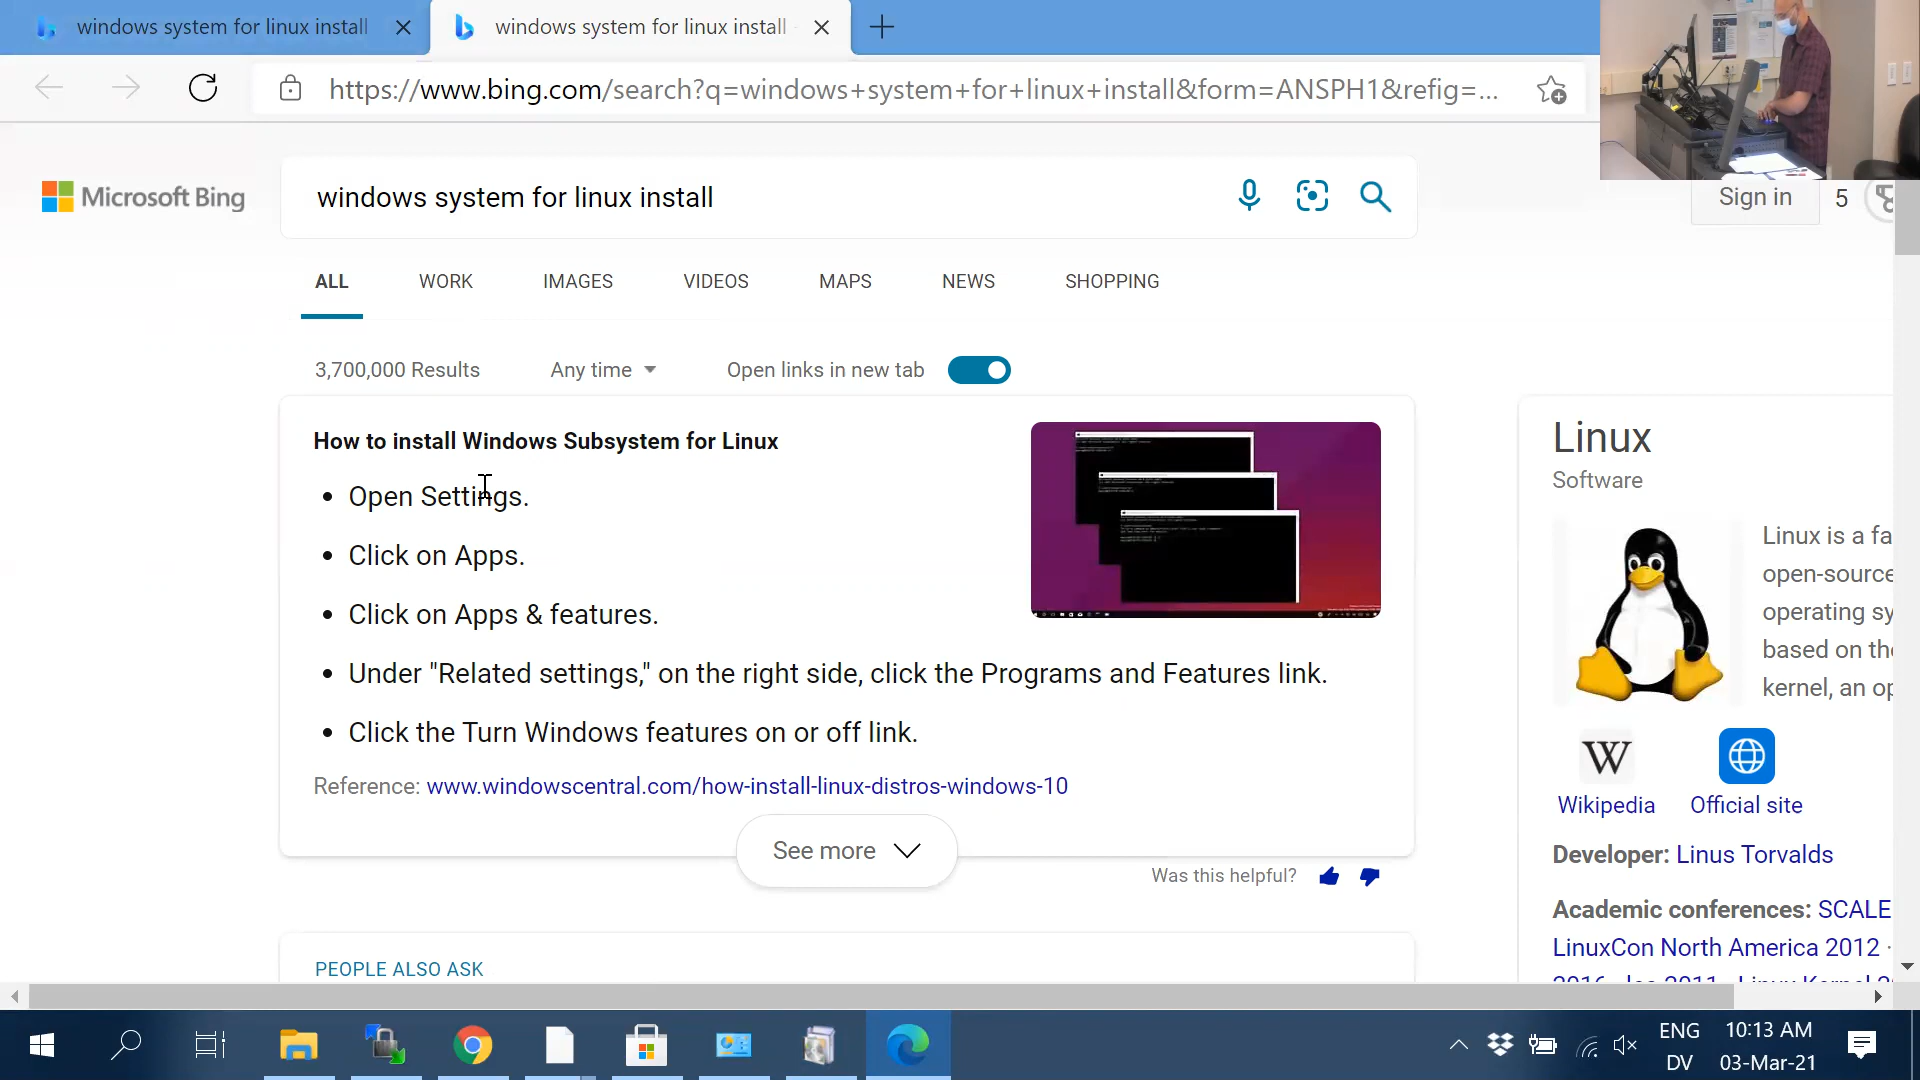 windows system for linux install
windows system for linux install
https://www.bing.com/search?q=windows+system+for+linux+install&form=ANSPH1&refig=...
Microsoft Bing
windows system for linux install
Sign in
5
ALL
WORK
IMAGES
VIDEOS
MAPS
NEWS
SHOPPING
3,700,000 Results
Any time
Open links in new tab
How to install Windows Subsystem for Linux
• Open Settings.
• Click on Apps.
• Click on Apps & features.
• Under "Related settings," on the right side, click the Programs and Features link.
• Click the Turn Windows features on or off link.
Reference: www.windowscentral.com/how-install-linux-distros-windows-10
See more
Was this helpful?
PEOPLE ALSO ASK
Linux
Software
Linux is a fa
open-source
operating sy
based on the
kernel, an op
W
Wikipedia
Official site
Developer: Linus Torvalds
Academic conferences: SCALE
LinuxCon North America 2012 ·
ENG
DV
10:13 AM
03-Mar-21